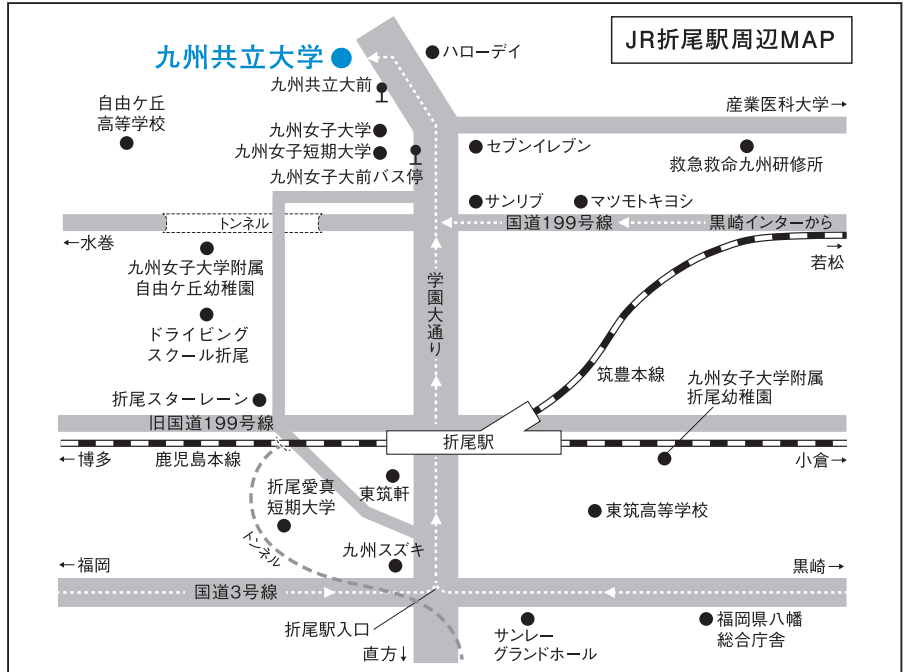 JR折尾駅周辺MAP
九州共立大学
ハローデイ
九州共立大前
自由ケ丘
高等学校
産業医科大学→
九州女子大学
九州女子短期大学
九州女子大前バス停
セブンイレブン
救急救命九州研修所
サンリブ
マツモトキヨシ
トンネル
国道199号線
黒崎インターから
←水巻
→
若松
九州女子大学附属
自由ケ丘幼稚園
学園大通り
ドライビング
スクール折尾
筑豊本線
九州女子大学附属
折尾幼稚園
折尾スターレーン
旧国道199号線
折尾駅
←博多
鹿児島本線
小倉→
折尾愛真
短期大学
東筑軒
東筑高等学校
トンネル
九州スズキ
←福岡
黒崎→
国道3号線
折尾駅入口
サンレー
グランドホール
福岡県八幡
総合庁舎
直方↓